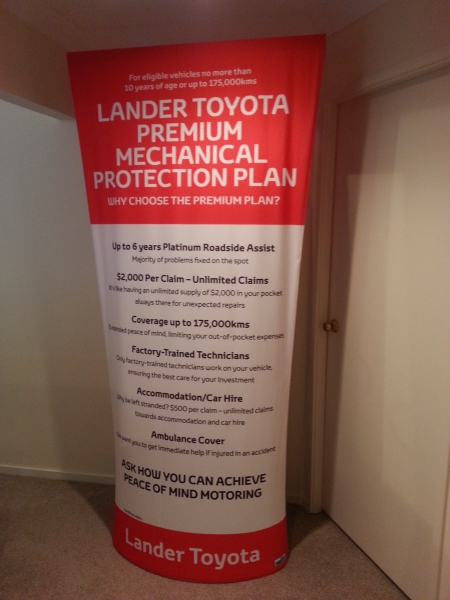 For eligible vehicles no more than
10 years of age or up to 175,000kms
LANDER TOYOTA
PREMIUM
MECHANICAL
PROTECTION PLAN
WHY CHOOSE THE PREMIUM PLAN?
Up to 6 years Platinum Roadside Assist
Majority of problems fixed on the spot
$2,000 Per Claim – Unlimited Claims
It's like having an unlimited supply of $2,000 in your pocket
always there for unexpected repairs
Coverage up to 175,000kms
Extended peace of mind, limiting your out-of-pocket expenses
Factory-Trained Technicians
Only factory-trained technicians work on your vehicle,
ensuring the best care for your investment
Accommodation/Car Hire
Why be left stranded? $500 per claim – unlimited claims
towards accommodation and car hire
Ambulance Cover
We want you to get immediate help if injured in an accident
ASK HOW YOU CAN ACHIEVE
PEACE OF MIND MOTORING
Lander Toyota